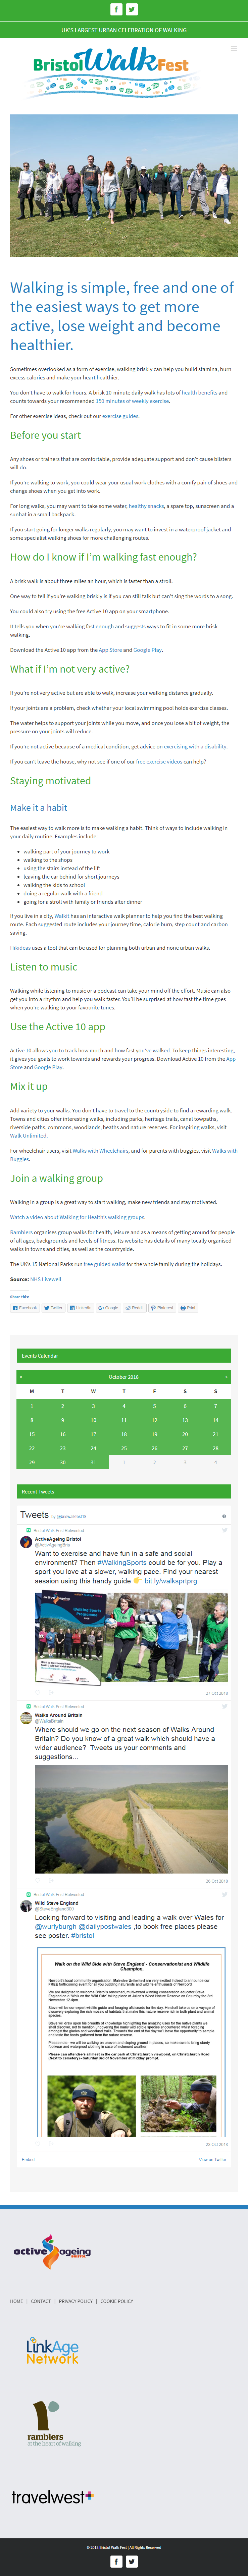 UK'S LARGEST URBAN CELEBRATION OF WALKING
Bristol Walk Fest
Walking is simple, free and one of
the easiest ways to get more
active, lose weight and become
healthier.
Sometimes overlooked as a form of exercise, walking briskly can help you build stamina, burn
excess calories and make your heart healthier.
You don't have to walk for hours. A brisk 10-minute daily walk has lots of health benefits and
counts towards your recommended 150 minutes of weekly exercise.
For other exercise ideas, check out our exercise guides.
Before you start
Any shoes or trainers that are comfortable, provide adequate support and don't cause blisters
will do.
If you're walking to work, you could wear your usual work clothes with a comfy pair of shoes and
change shoes when you get into work.
For long walks, you may want to take some water, healthy snacks, a spare top, sunscreen and a
sunhat in a small backpack.
If you start going for longer walks regularly, you may want to invest in a waterproof jacket and
some specialist walking shoes for more challenging routes.
How do I know if I'm walking fast enough?
A brisk walk is about three miles an hour, which is faster than a stroll.
One way to tell if you're walking briskly is if you can still talk but can't sing the words to a song.
You could also try using the free Active 10 app on your smartphone.
It tells you when you're walking fast enough and suggests ways to fit in some more brisk
walking.
Download the Active 10 app from the App Store and Google Play.
What if I'm not very active?
If you're not very active but are able to walk, increase your walking distance gradually.
If your joints are a problem, check whether your local swimming pool holds exercise classes.
The water helps to support your joints while you move, and once you lose a bit of weight, the
pressure on your joints will reduce.
If you're not active because of a medical condition, get advice on exercising with a disability.
If you can't leave the house, why not see if one of our free exercise videos can help?
Staying motivated
Make it a habit
The easiest way to walk more is to make walking a habit. Think of ways to include walking in
your daily routine. Examples include:
walking part of your journey to work
walking to the shops
using the stairs instead of the lift
leaving the car behind for short journeys
walking the kids to school
doing a regular walk with a friend
going for a stroll with family or friends after dinner
If you live in a city, Walkit has an interactive walk planner to help you find the best walking
route. Each suggested route includes your journey time, calorie burn, step count and carbon
saving.
Hikideas uses a tool that can be used for planning both urban and none urban walks.
Listen to music
Walking while listening to music or a podcast can take your mind off the effort. Music can also
get you into a rhythm and help you walk faster. You'll be surprised at how fast the time goes
when you're walking to your favourite tunes.
Use the Active 10 app
Active 10 allows you to track how much and how fast you've walked. To keep things interesting,
it gives you goals to work towards and rewards your progress. Download Active 10 from the App
Store and Google Play.
Mix it up
Add variety to your walks. You don't have to travel to the countryside to find a rewarding walk.
Towns and cities offer interesting walks, including parks, heritage trails, canal towpaths,
riverside paths, commons, woodlands, heaths and nature reserves. For inspiring walks, visit
Walk Unlimited.
For wheelchair users, visit Walks with Wheelchairs, and for parents with buggies, visit Walks with
Buggies.
Join a walking group
Walking in a group is a great way to start walking, make new friends and stay motivated.
Watch a video about Walking for Health's walking groups.
Ramblers organises group walks for health, leisure and as a means of getting around for people
of all ages, backgrounds and levels of fitness. Its website has details of many locally organised
walks in towns and cities, as well as the countryside.
The UK's 15 National Parks run free guided walks for the whole family during the holidays.
Source: NHS Livewell
Share this:
Facebook Twitter LinkedIn Google Reddit Pinterest Print
Events Calendar
« October 2018 »
M T W T F S S
1 2 3 4 5 6 7
8 9 10 11 12 13 14
15 16 17 18 19 20 21
22 23 24 25 26 27 28
29 30 31 1 2 3 4
Recent Tweets
Tweets by @briswalkfest18
Bristol Walk Fest Retweeted
ActiveAgeing Bristol
@ActivAgeingBris
Want to exercise and have fun in a safe and social
environment? Then #WalkingSports could be for you. Play a
sport you love at a slower, walking pace. Find your nearest
session using this handy guide bit.ly/walksprtprg
27 Oct 2018
Bristol Walk Fest Retweeted
Walks Around Britain
@WalksBritain
Where should we go on the next season of Walks Around
Britain? Do you know of a great walk which should have a
wider audience? Tweets us your comments and
suggestions...
26 Oct 2018
Bristol Walk Fest Retweeted
Wild Steve England
Looking forward to visiting and leading a walk over Wales for
@wurlyburgh @dailypostwales ,to book free places please
see poster. #bristol
Walk on the Wild Side with Steve England - Conservationist and Wildlife
Champion.
23 Oct 2018
Embed View on Twitter
active ageing
BRISTOL
HOME | CONTACT | PRIVACY POLICY | COOKIE POLICY
LinkAge
Network
ramblers
at the heart of walking
travelwest
© 2018 Bristol Walk Fest | All Rights Reserved